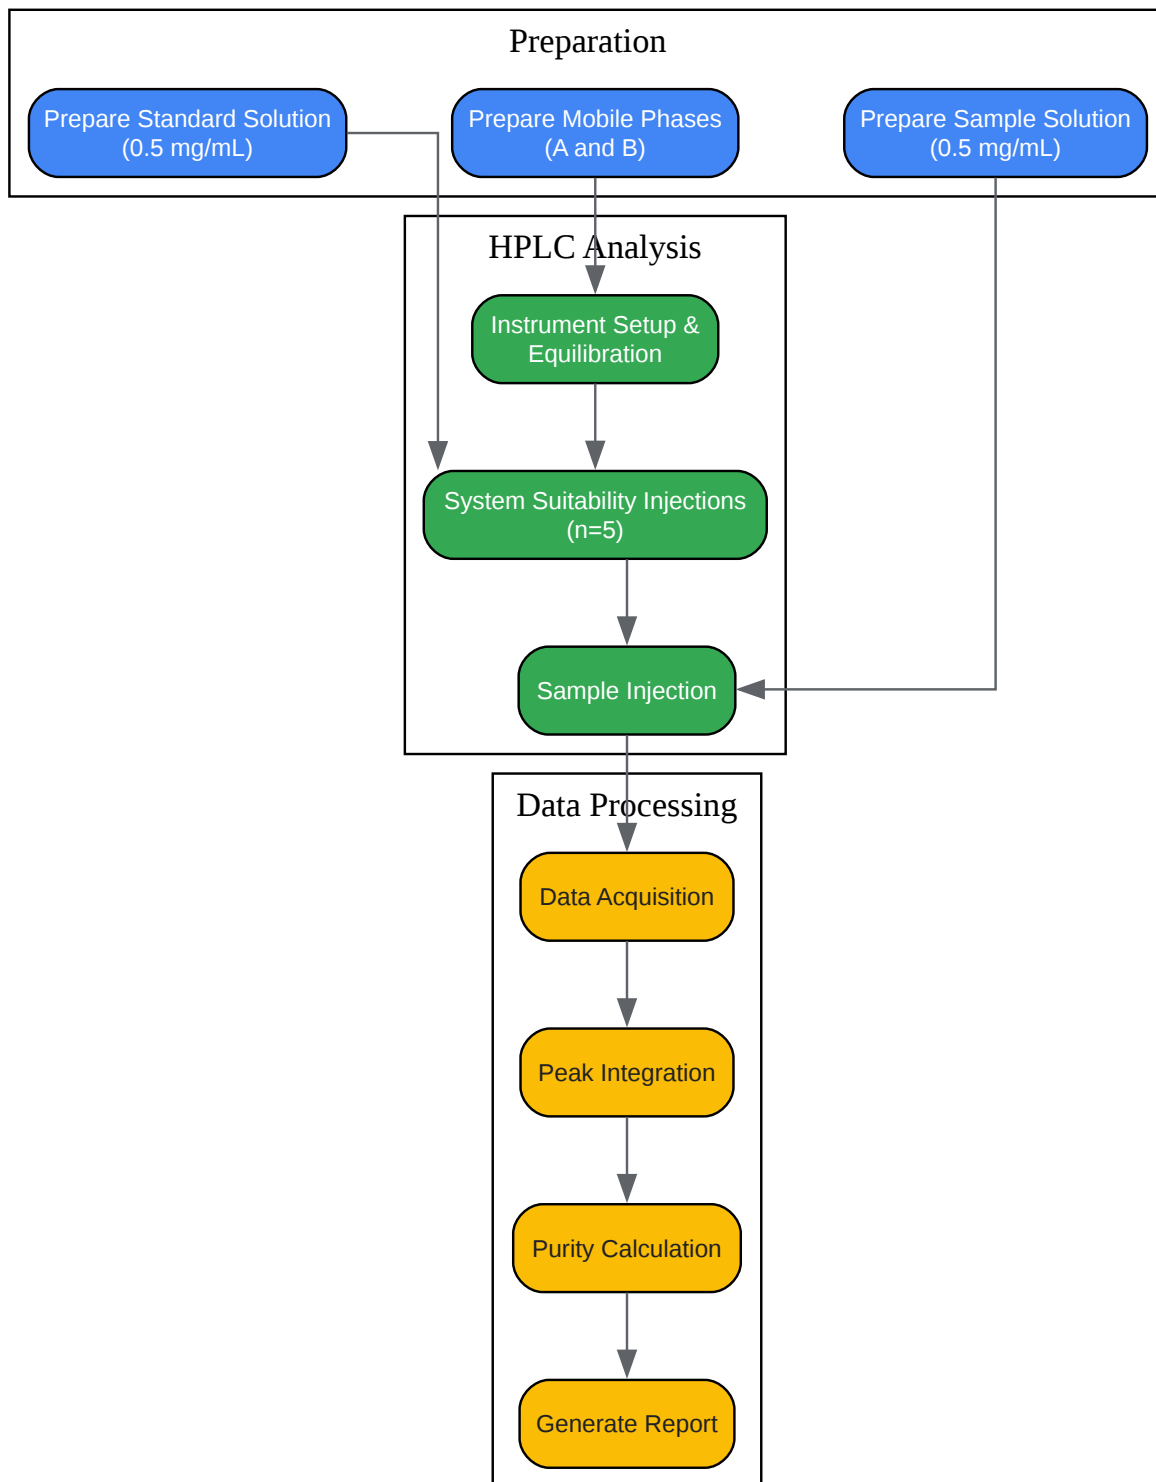 Preparation
Prepare Standard Solution
(0.5 mg/mL)
Prepare Mobile Phases
(A and B)
Prepare Sample Solution
(0.5 mg/mL)
HPLC Analysis
Instrument Setup &
Equilibration
System Suitability Injections
(n=5)
Sample Injection
Data Processing
Data Acquisition
Peak Integration
Purity Calculation
Generate Report